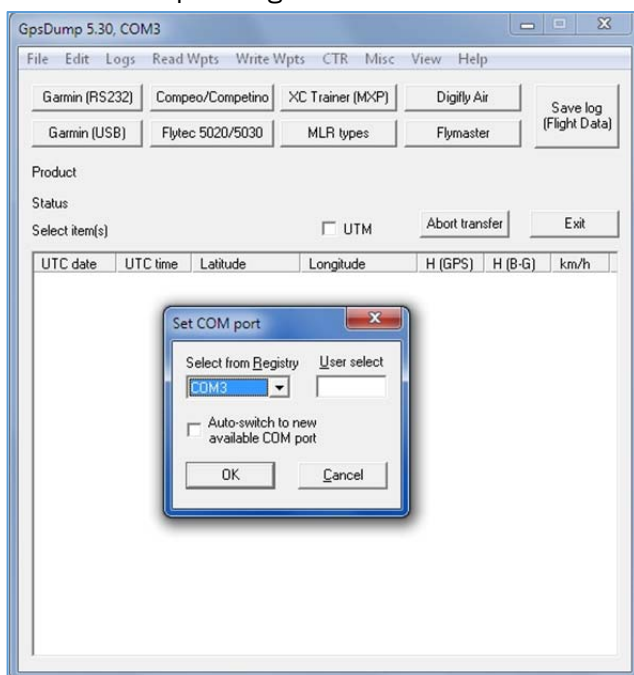 GpsDump 5.30, COM3
File Edit Logs Read Wpts Write Wpts CTR Misc View Help
Garmin (RS232) Compeo/Competino XC Trainer (MXP) Digifly Air Save log (Flight Data)
Garmin (USB) Flytec 5020/5030 MLR types Flymaster
Product
Status
Select item(s) UTM Abort transfer Exit
UTC date UTC time Latitude Longitude H (GPS) H (B-G) km/h
Set COM port
Select from Registry User select
COM3
Auto-switch to new
available COM port
OK Cancel